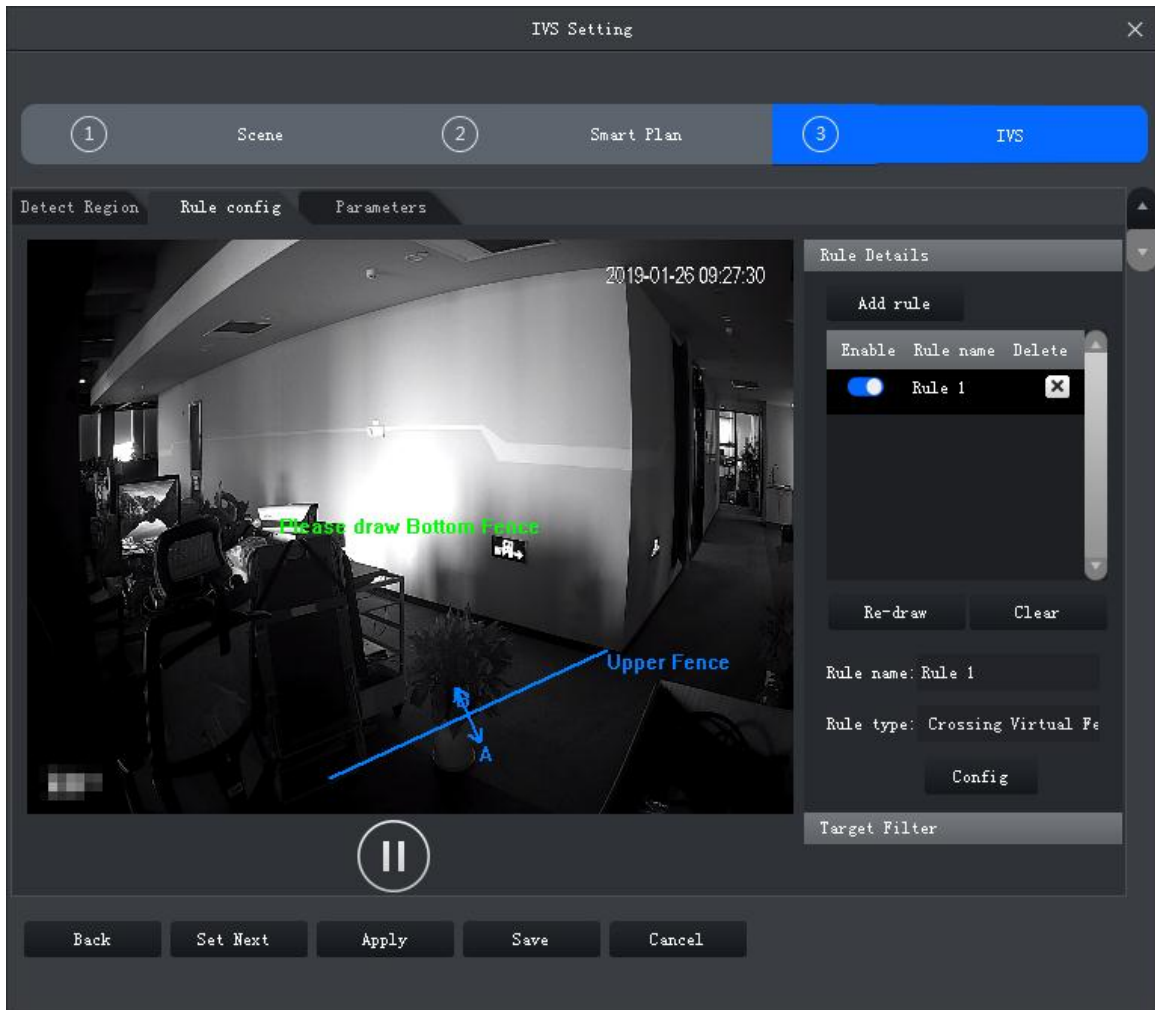 IVS Setting
1 Scene 2 Smart Plan 3 IVS
Detect Region Rule config Parameters
2019-01-26 09:27:30
Please draw Bottom Fence
Upper Fence
A
Rule Details
Add rule
Enable Rule name Delete
Rule 1
Re-draw Clear
Rule name: Rule 1
Rule type: Crossing Virtual Fe
Config
Target Filter
Back Set Next Apply Save Cancel